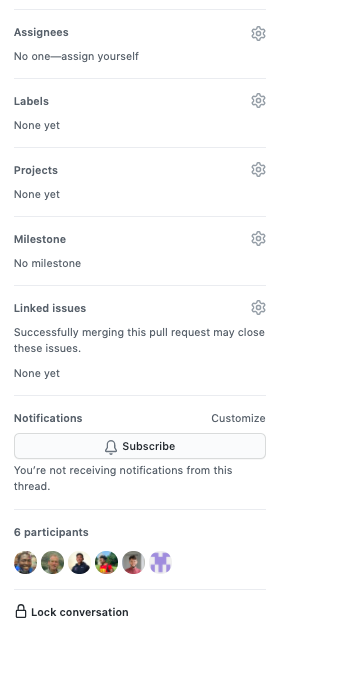 Assignees
No one—assign yourself
Labels
None yet
Projects
None yet
Milestone
No milestone
Linked issues
Successfully merging this pull request may close
these issues.
None yet
Notifications
Customize
Subscribe
You're not receiving notifications from this
thread.
6 participants
Lock conversation